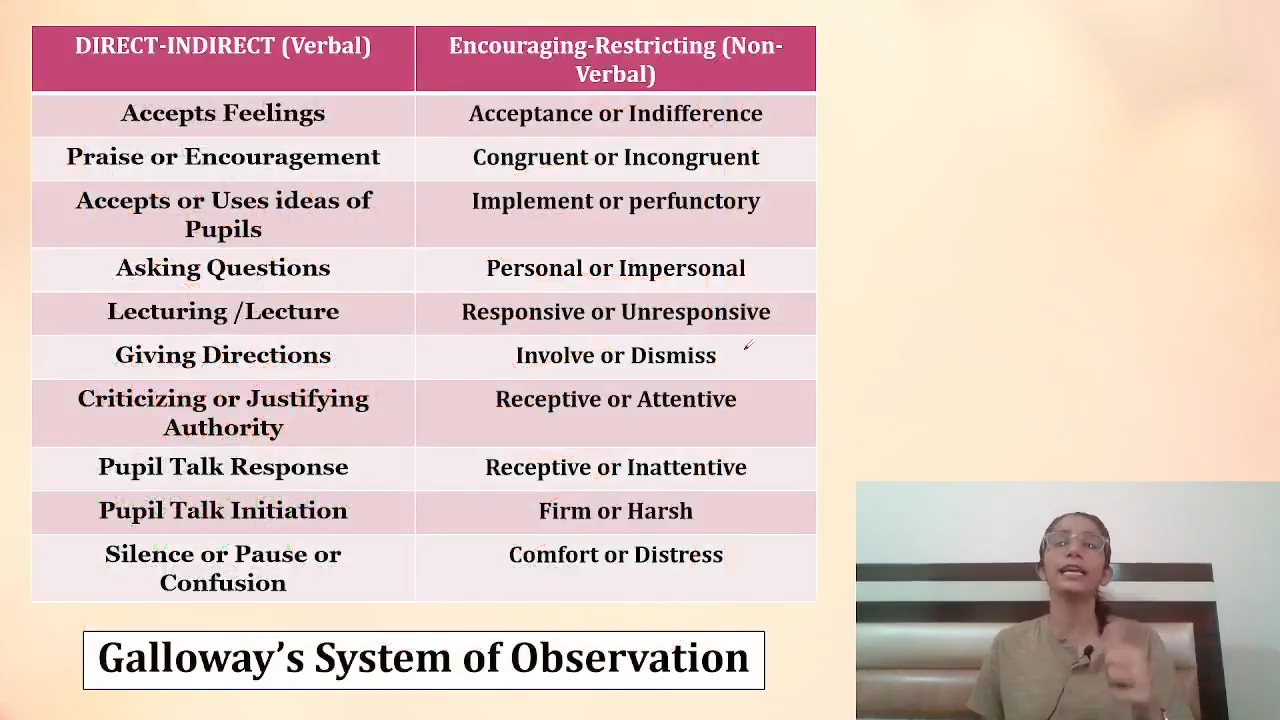 DIRECT-INDIRECT (Verbal)
Encouraging-Restricting (Non-
Verbal)
Accepts Feelings
Acceptance or Indifference
Praise or Encouragement
Congruent or Incongruent
Accepts or Uses ideas of
Pupils
Implement or perfunctory
Asking Questions
Personal or Impersonal
Lecturing /Lecture
Responsive or Unresponsive
Giving Directions
Involve or Dismiss
Criticizing or Justifying
Authority
Receptive or Attentive
Pupil Talk Response
Receptive or Inattentive
Pupil Talk Initiation
Firm or Harsh
Silence or Pause or
Confusion
Comfort or Distress
Galloway's System of Observation